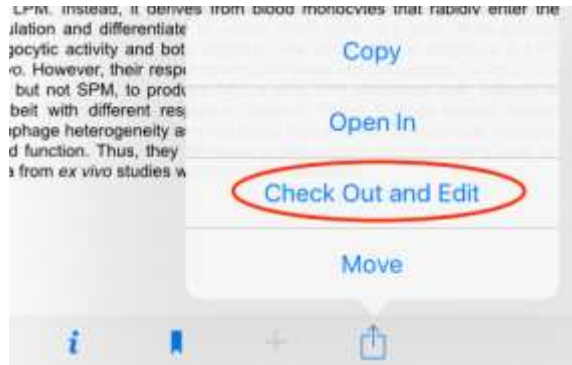 LPM. Instead, it derives from blood monocytes that rapidly enter the
ulation and differentiate
gocytic activity and bot
vo. However, their resp
but not SPM, to produ
beit with different res
phage heterogeneity a
d function. Thus, they
a from ex vivo studies w
Copy
Open In
Check Out and Edit
Move
i